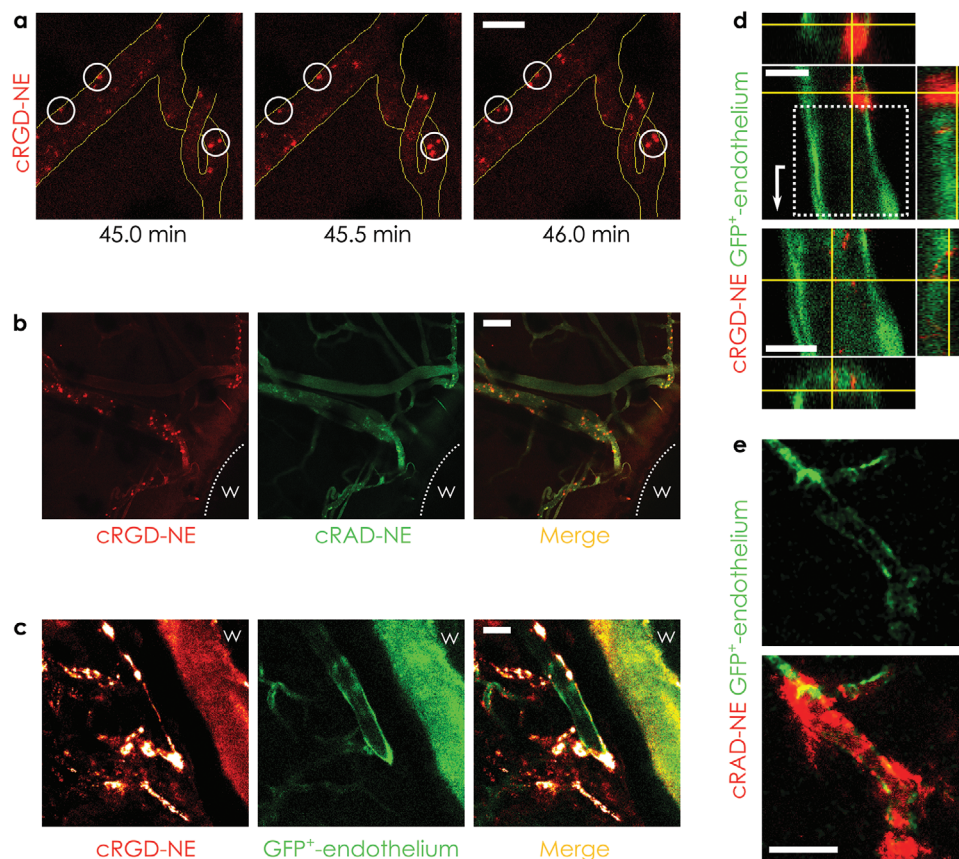 a
cRGD-NE
45.0 min
45.5 min
46.0 min
b
W
W
W
cRGD-NE
cRAD-NE
Merge
c
W
W
W
cRGD-NE
GFP+-endothelium
Merge
d
cRGD-NE GFP+-endothelium
e
cRAD-NE GFP+-endothelium